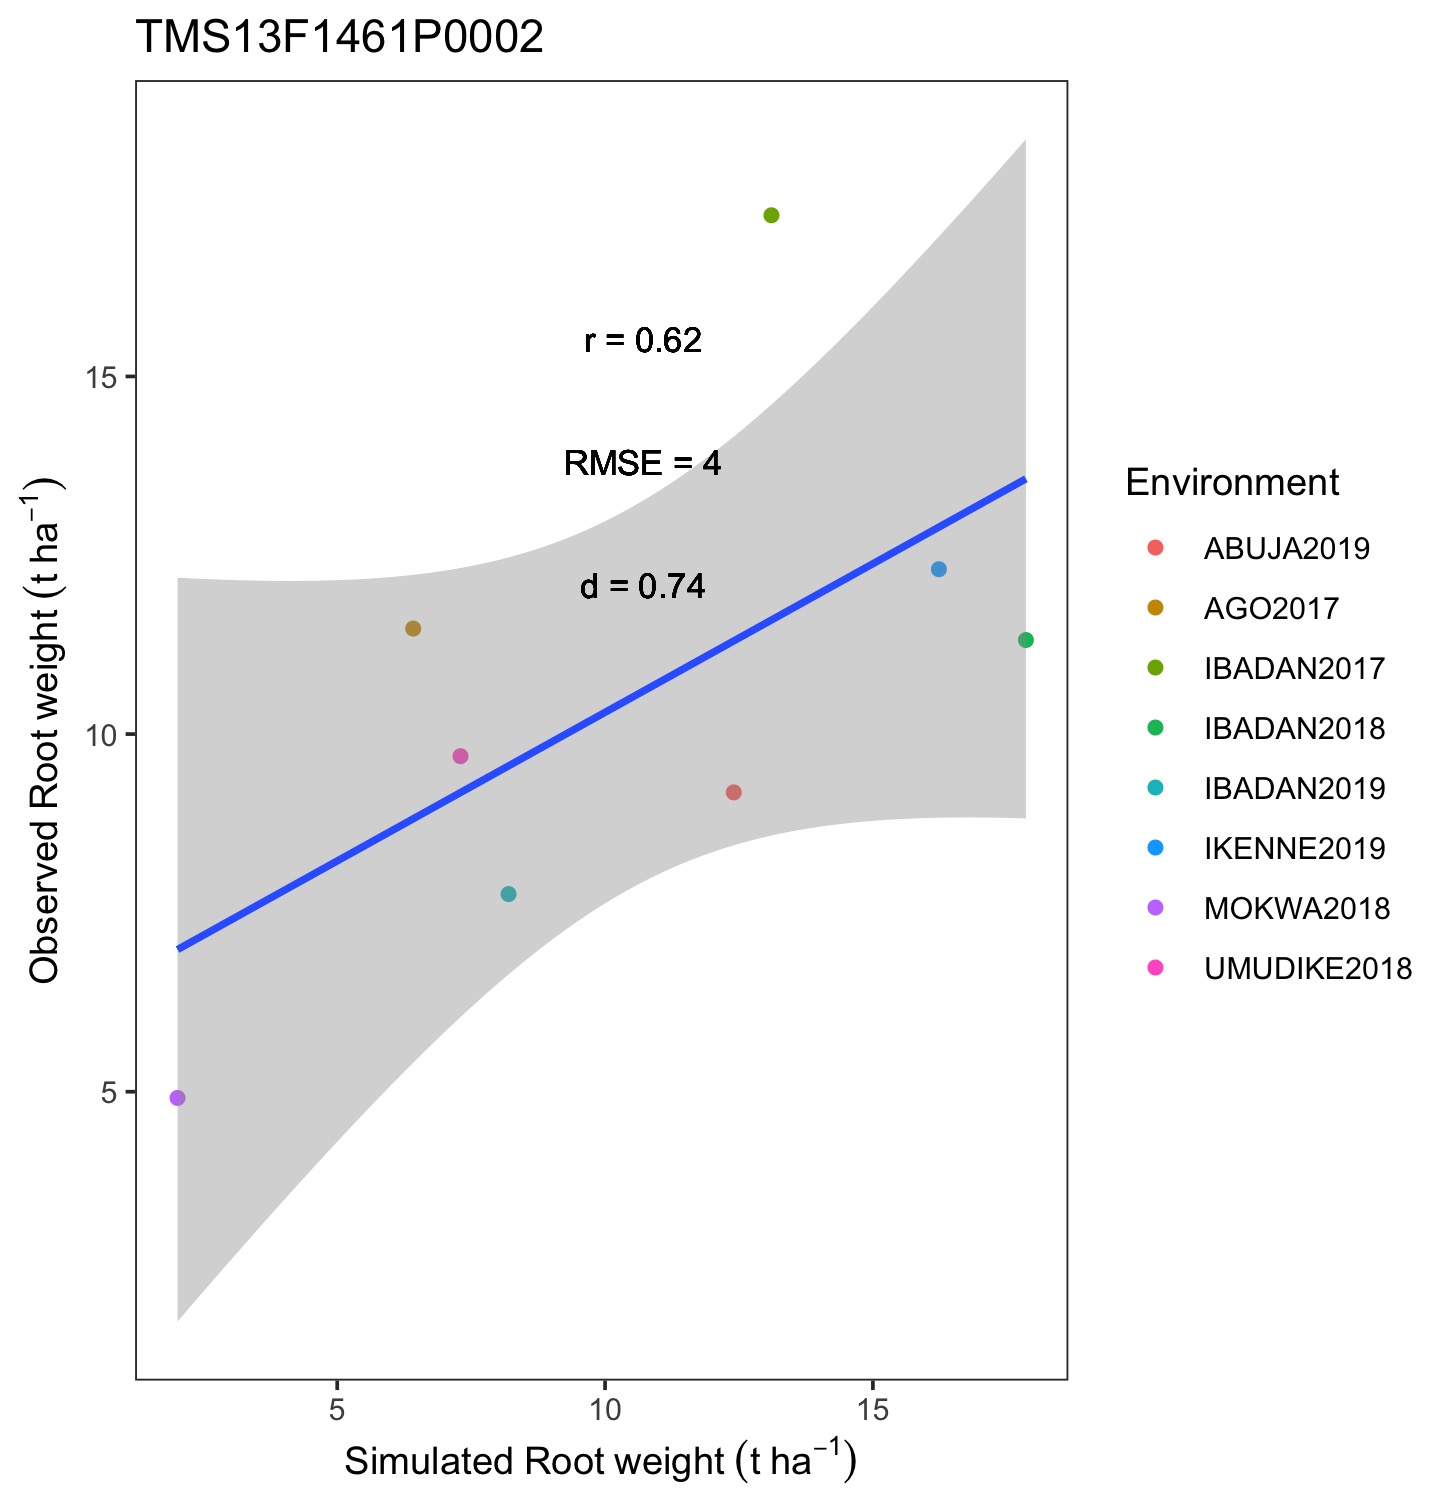 TMS13F1461P0002
r = 0.62
RMSE = 4
d = 0.74
15
10
5
Observed Root weight (t ha⁻¹)
5 10 15
Simulated Root weight (t ha⁻¹)
Environment
ABUJA2019
AGO2017
IBADAN2017
IBADAN2018
IBADAN2019
IKENNE2019
MOKWA2018
UMUDIKE2018